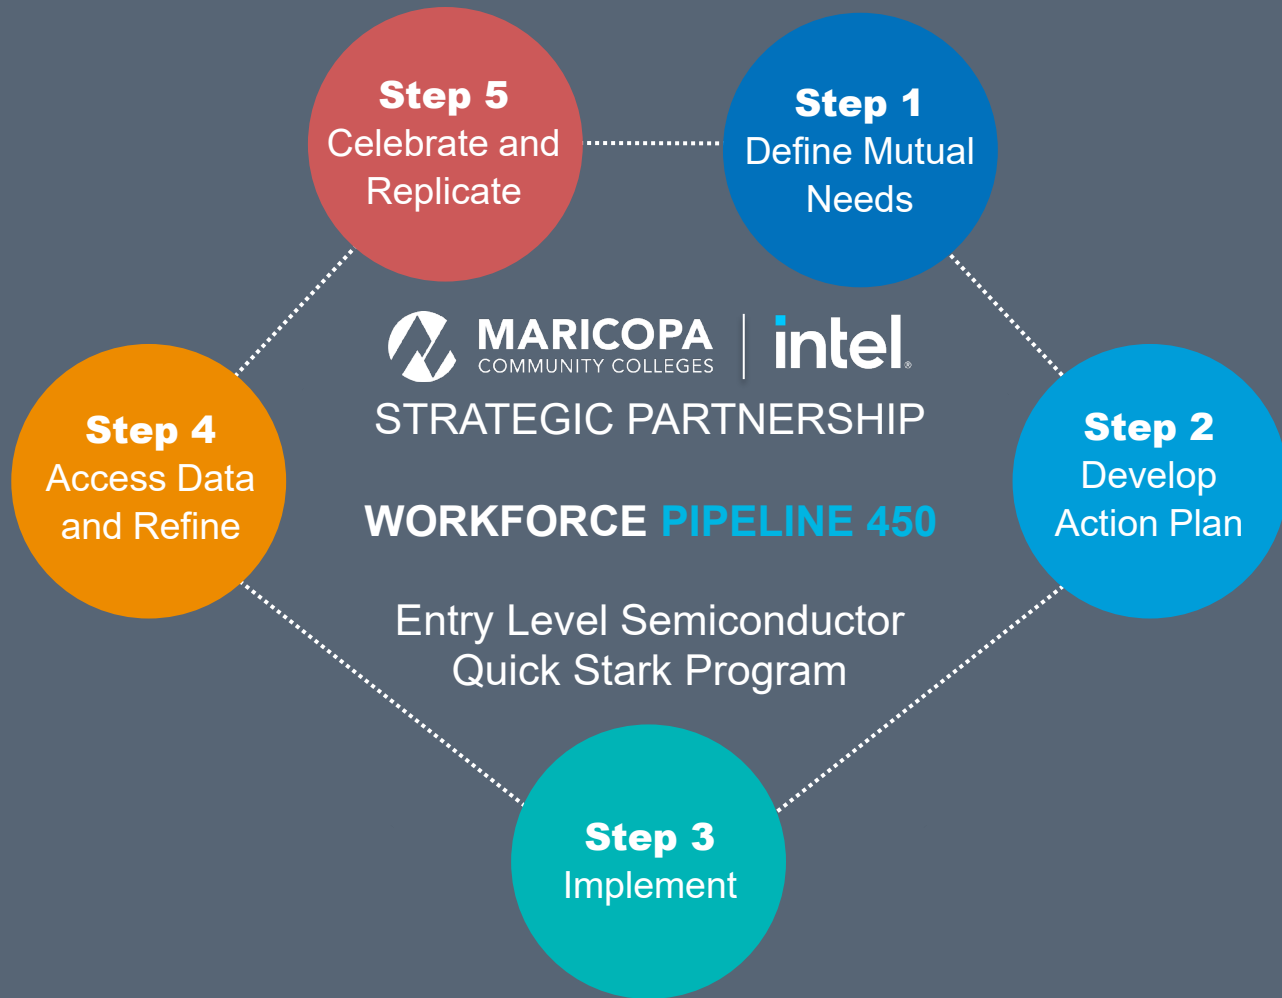 Step 5
Celebrate and
Replicate
Step 1
Define Mutual
Needs
MARICOPA
COMMUNITY COLLEGES
intel®
STRATEGIC PARTNERSHIP
Step 4
Access Data
and Refine
Step 2
Develop
Action Plan
WORKFORCE PIPELINE 450
Entry Level Semiconductor
Quick Stark Program
Step 3
Implement